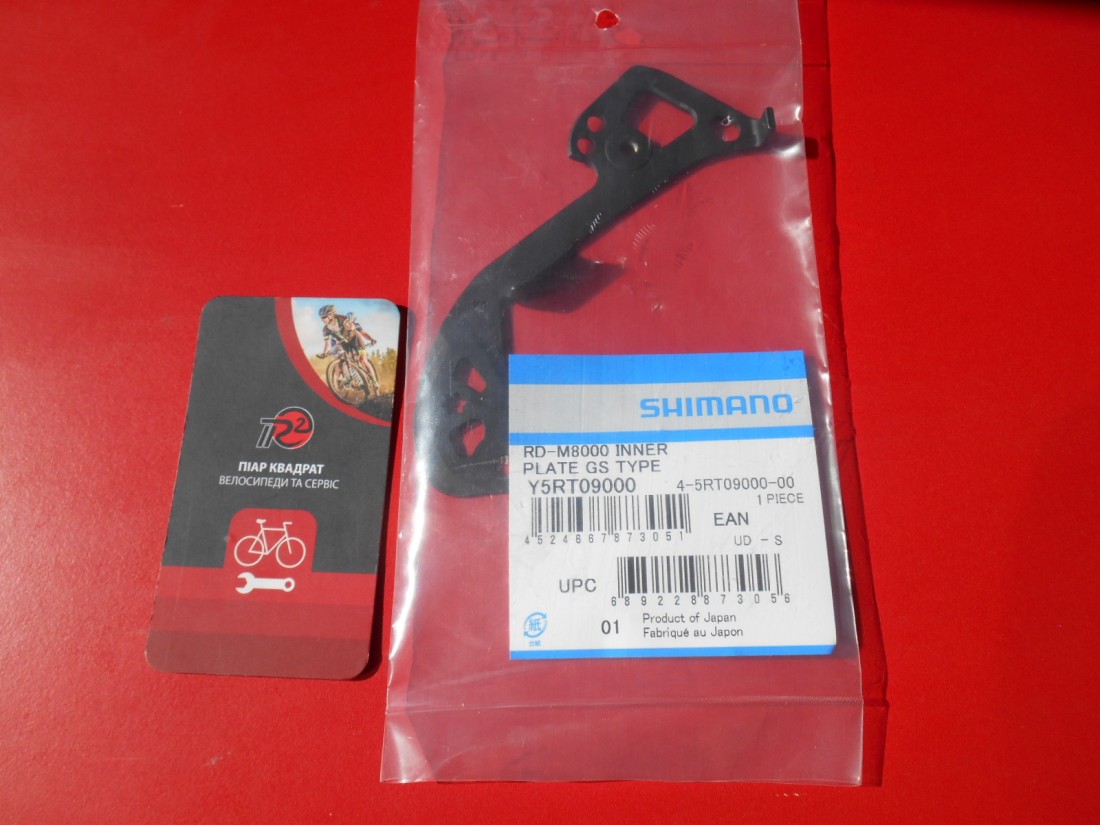 ПІАР КВАДРАТ
ВЕЛОСИПЕДИ ТА СЕРВІС
SHIMANO
RD-M8000 INNER
PLATE GS TYPE
Y5RT09000 4-5RT09000-00
1 PIECE
EAN
4524667873051
UD - S
UPC
689228873056
紙
01 Product of Japan
Fabriqué au Japon